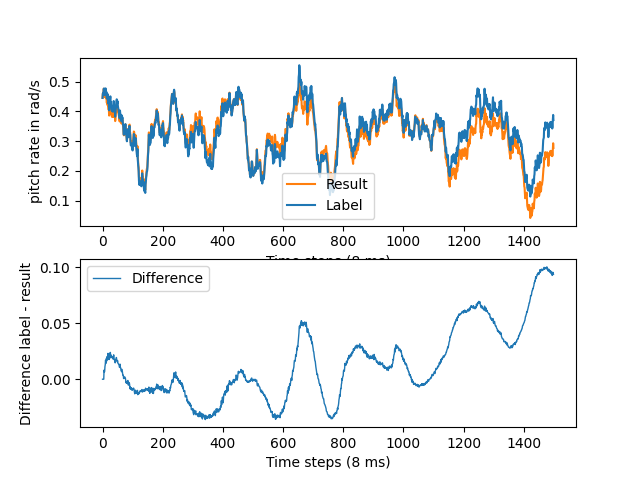 pitch rate in rad/s
0.5
0.4
0.3
0.2
0.1
Result
Label
0 200 400 600 800 1000 1200 1400
Time steps (8 ms)
Difference label - result
0.10
0.05
0.00
Difference
0 200 400 600 800 1000 1200 1400
Time steps (8 ms)